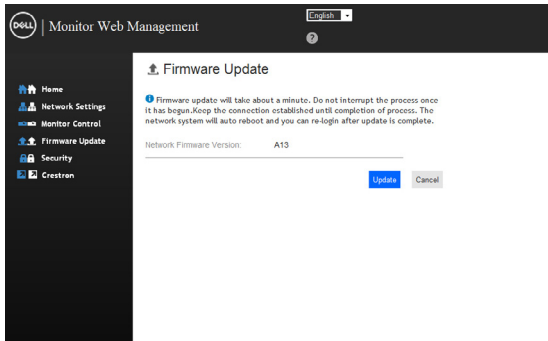 DELL | Monitor Web Management
English
?
Home
Network Settings
Monitor Control
Firmware Update
Security
Crestron
Firmware Update
Firmware update will take about a minute. Do not interrupt the process once
it has begun.Keep the connection established until completion of process. The
network system will auto reboot and you can re-login after update is complete.
Network Firmware Version: A13
Update Cancel